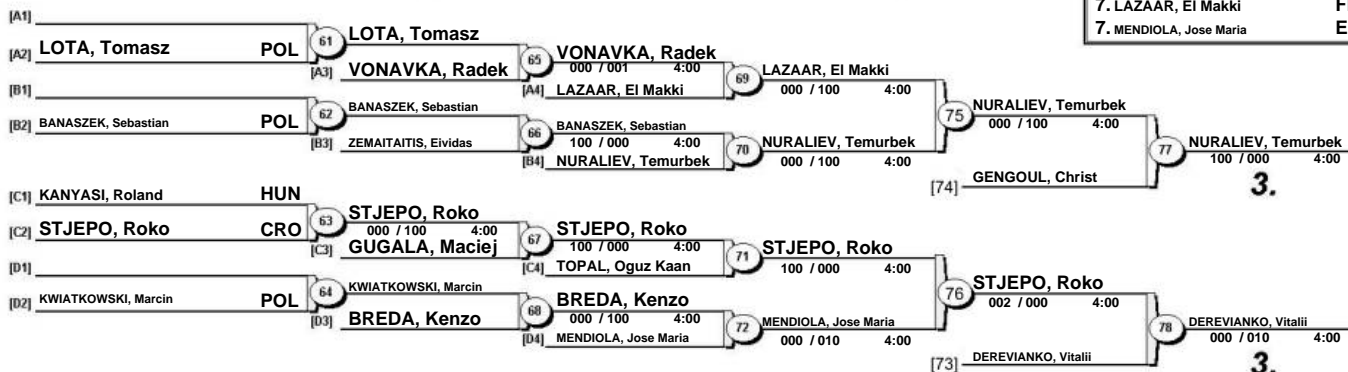 7. LAZAAR, El Makki
7. MENDIOLA, Jose Maria E
[A1]
[A2] LOTA, Tomasz POL
61 LOTA, Tomasz
[A3] VONAVKA, Radek
65 VONAVKA, Radek
000 / 001 4:00
[A4] LAZAAR, El Makki
69 LAZAAR, El Makki
000 / 100 4:00
[B1]
[B2] BANASZEK, Sebastian POL
62 BANASZEK, Sebastian
[B3] ZEMAITAITIS, Eividas
66 BANASZEK, Sebastian
100 / 000 4:00
[B4] NURALIEV, Temurbek
70 NURALIEV, Temurbek
000 / 100 4:00
75 NURALIEV, Temurbek
000 / 100 4:00
[74] GENGOUL, Christ
77 NURALIEV, Temurbek
100 / 000 4:00
3.
[C1] KANYASI, Roland HUN
[C2] STJEPO, Roko CRO
63 STJEPO, Roko
000 / 100 4:00
[C3] GUGALA, Maciej
67 STJEPO, Roko
100 / 000 4:00
[C4] TOPAL, Oguz Kaan
71 STJEPO, Roko
100 / 000 4:00
[D1]
[D2] KWIATKOWSKI, Marcin POL
64 KWIATKOWSKI, Marcin
[D3] BREDA, Kenzo
68 BREDA, Kenzo
000 / 100 4:00
[D4] MENDIOLA, Jose Maria
72 MENDIOLA, Jose Maria
000 / 010 4:00
76 STJEPO, Roko
002 / 000 4:00
[73] DEREVIANKO, Vitalii
78 DEREVIANKO, Vitalii
000 / 010 4:00
3.